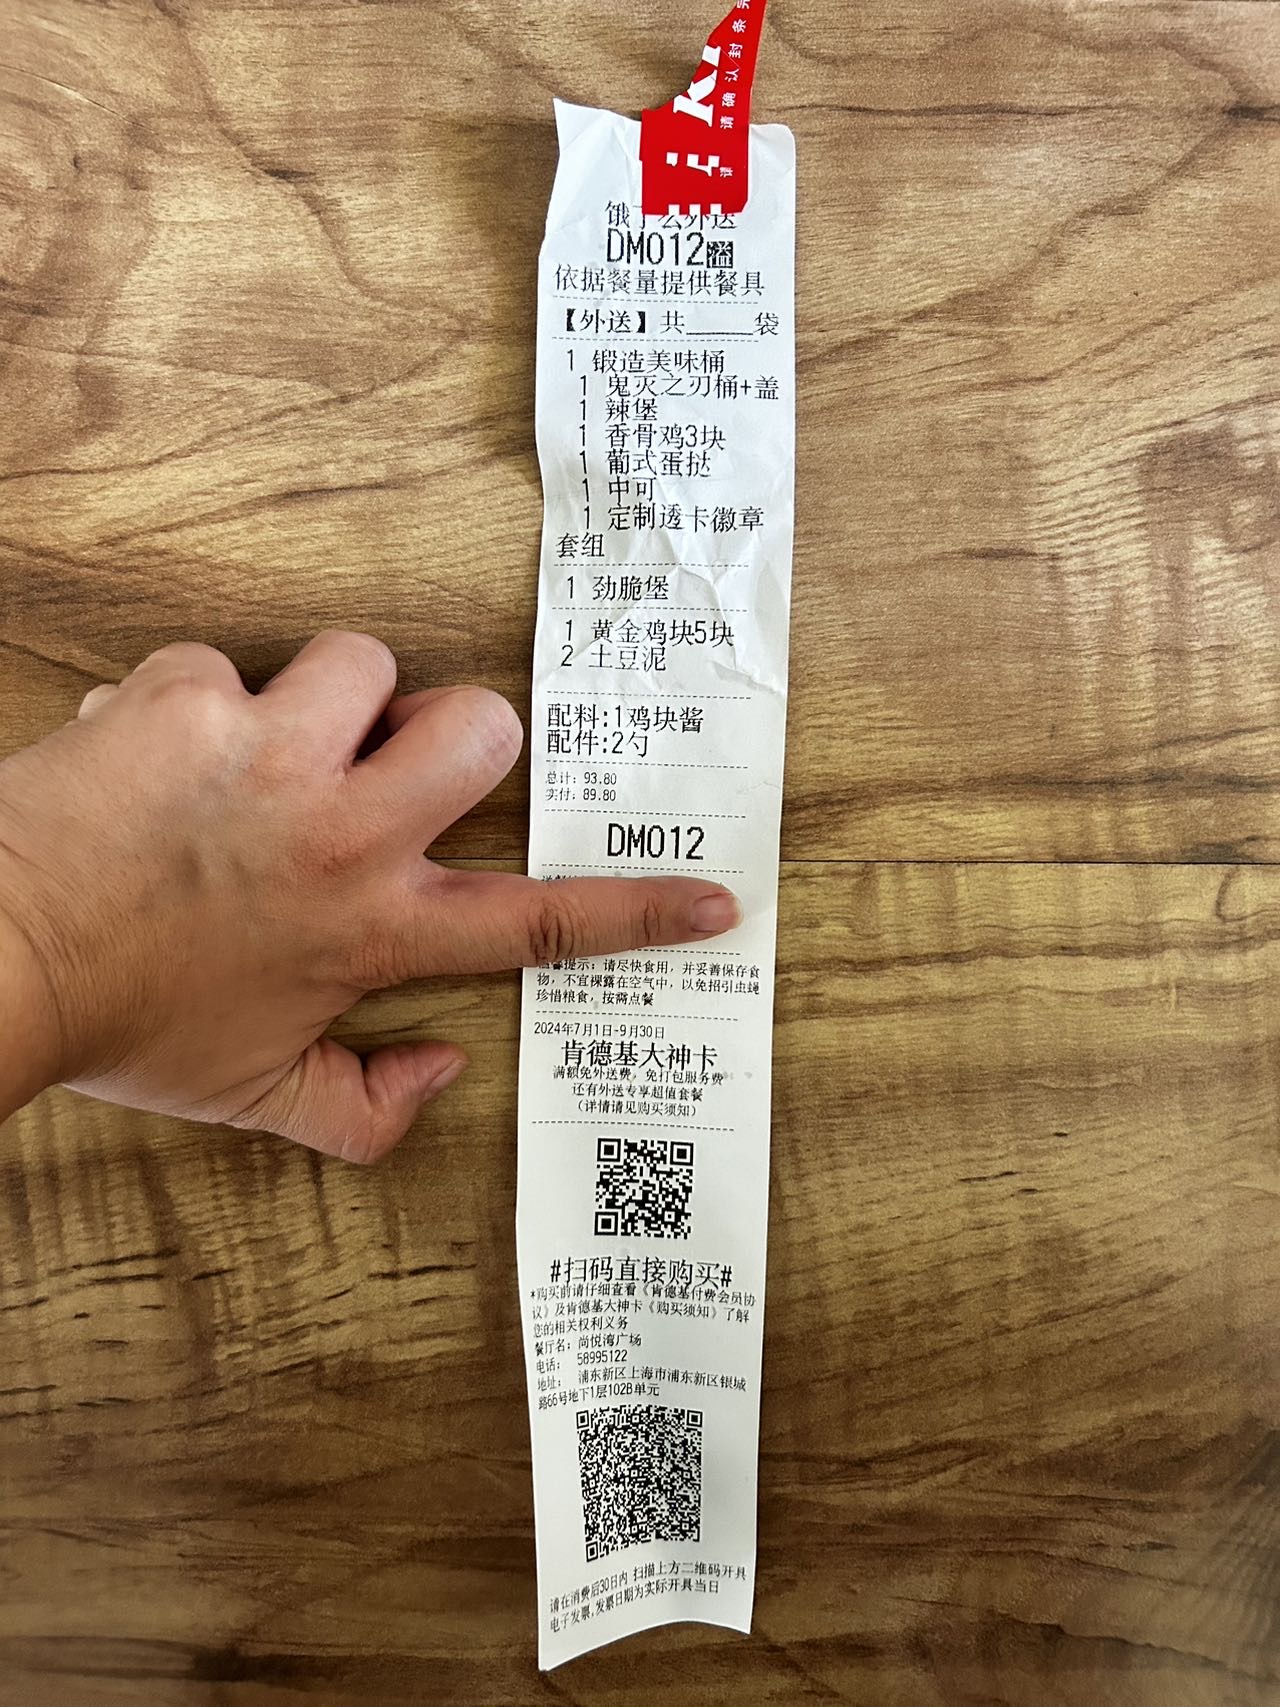 请确认封条完
饿了么外送
DM012溢
依据餐量提供餐具
【外送】共_____袋
1 锻造美味桶
1 鬼灭之刃桶+盖
1 辣堡
1 香骨鸡3块
1 葡式蛋挞
1 中可
1 定制透卡徽章
套组
1 劲脆堡
1 黄金鸡块5块
2 土豆泥
配料:1鸡块酱
配件:2勺
总计: 93.80
实付: 89.80
DM012
温馨提示: 请尽快食用, 并妥善保存食
物, 不宜裸露在空气中, 以免招引虫蝇
珍惜粮食, 按需点餐
2024年7月1日-9月30日
肯德基大神卡
满额免外送费, 免打包服务费
还有外送专享超值套餐
(详情请见购买须知)
#扫码直接购买#
*购买前请仔细查看《肯德基付费会员协
议》及肯德基大神卡《购买须知》了解
您的相关权利义务
餐厅名: 尚悦湾广场
电话: 58995122
地址: 浦东新区上海市浦东新区银城
路66号地下1层102B单元
请在消费后30日内 扫描上方二维码开具
电子发票,发票日期为实际开具当日